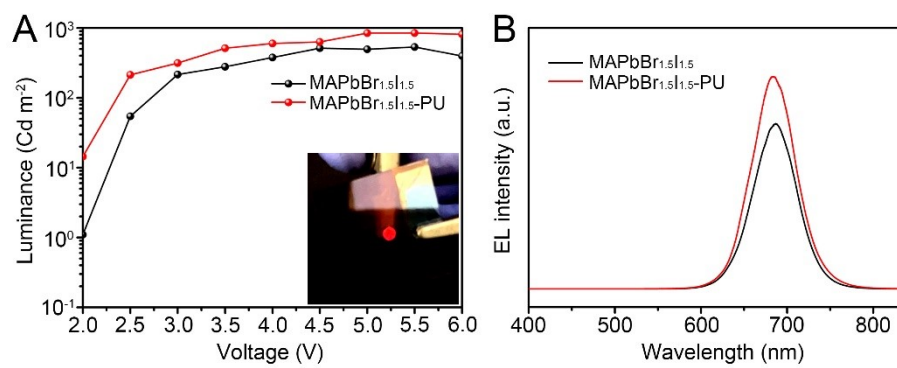 A
10³
10²
10¹
10⁰
10⁻¹
Luminance (Cd m⁻²)
MAPbBr₁.₅I₁.₅
MAPbBr₁.₅I₁.₅-PU
2.0 2.5 3.0 3.5 4.0 4.5 5.0 5.5 6.0
Voltage (V)
B
EL intensity (a.u.)
MAPbBr₁.₅I₁.₅
MAPbBr₁.₅I₁.₅-PU
400 500 600 700 800
Wavelength (nm)